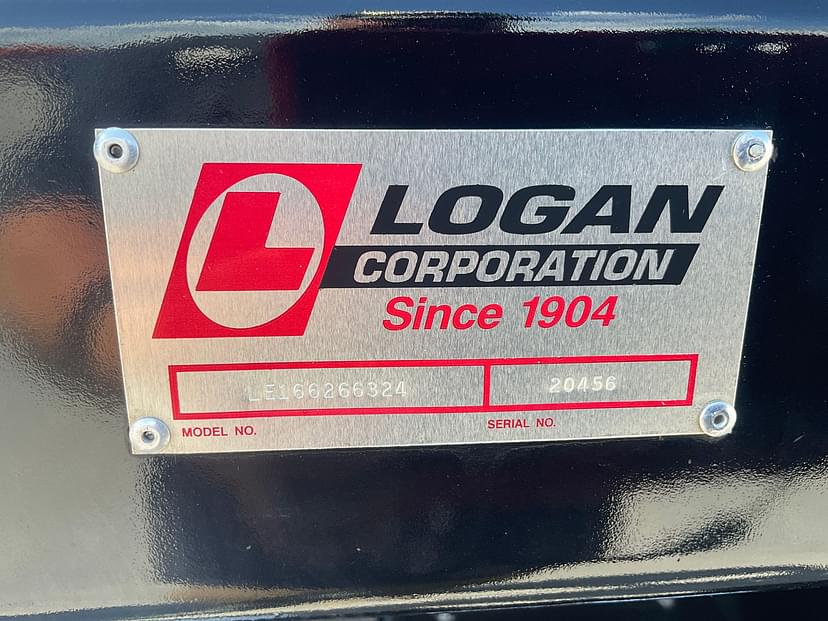 L
LOGAN
CORPORATION
Since 1904
LE166266324 20456
MODEL NO. SERIAL NO.